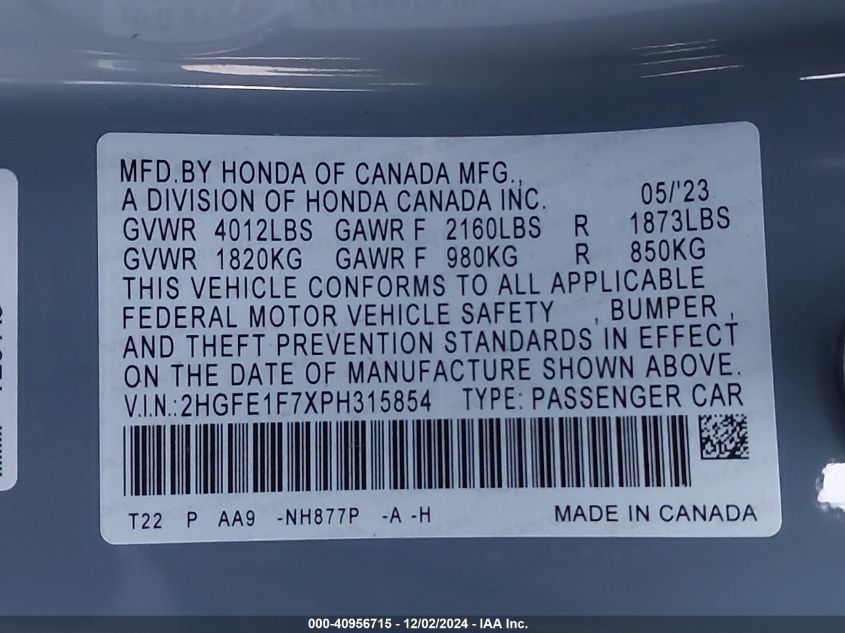 MFD.BY HONDA OF CANADA MFG.,
A DIVISION OF HONDA CANADA INC. 05/'23
GVWR 4012LBS GAWR F 2160LBS R 1873LBS
GVWR 1820KG GAWR F 980KG R 850KG
THIS VEHICLE CONFORMS TO ALL APPLICABLE
FEDERAL MOTOR VEHICLE SAFETY , BUMPER ,
AND THEFT PREVENTION STANDARDS IN EFFECT
ON THE DATE OF MANUFACTURE SHOWN ABOVE.
V.I.N.:2HGFE1F7XPH315854 TYPE: PASSENGER CAR
T22 P AA9 -NH877P -A -H MADE IN CANADA
000-40956715 - 12/02/2024 - IAA Inc.